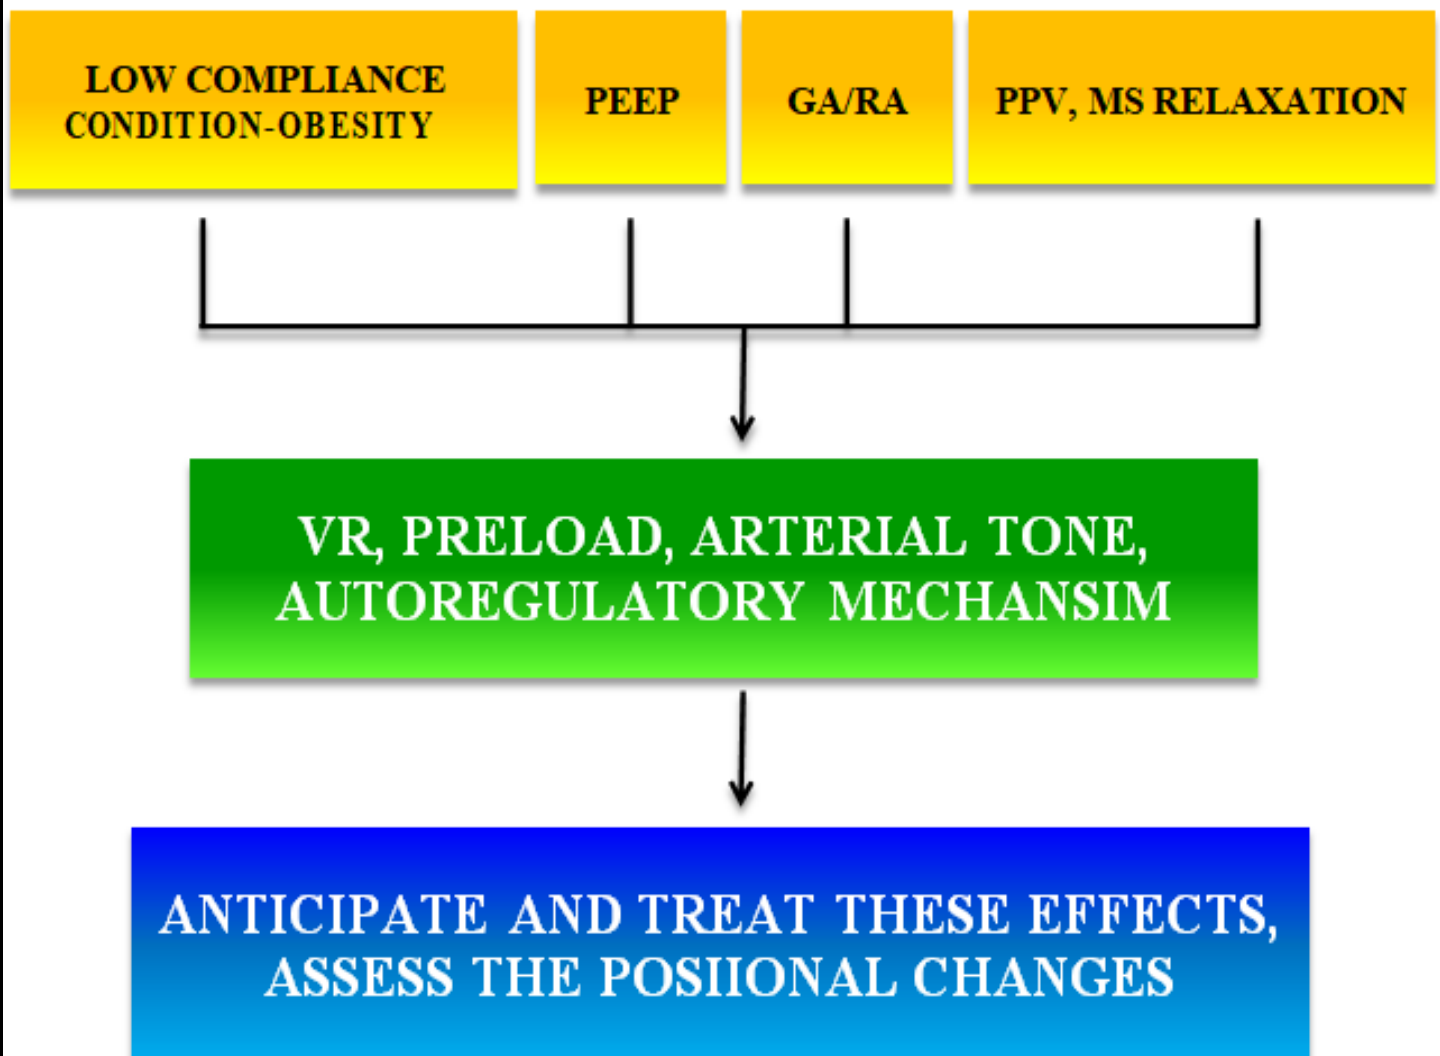 LOW COMPLIANCE
CONDITION-OBESITY
PEEP
GA/RA
PPV, MS RELAXATION
VR, PRELOAD, ARTERIAL TONE,
AUTOREGULATORY MECHANSIM
ANTICIPATE AND TREAT THESE EFFECTS,
ASSESS THE POSIIONAL CHANGES